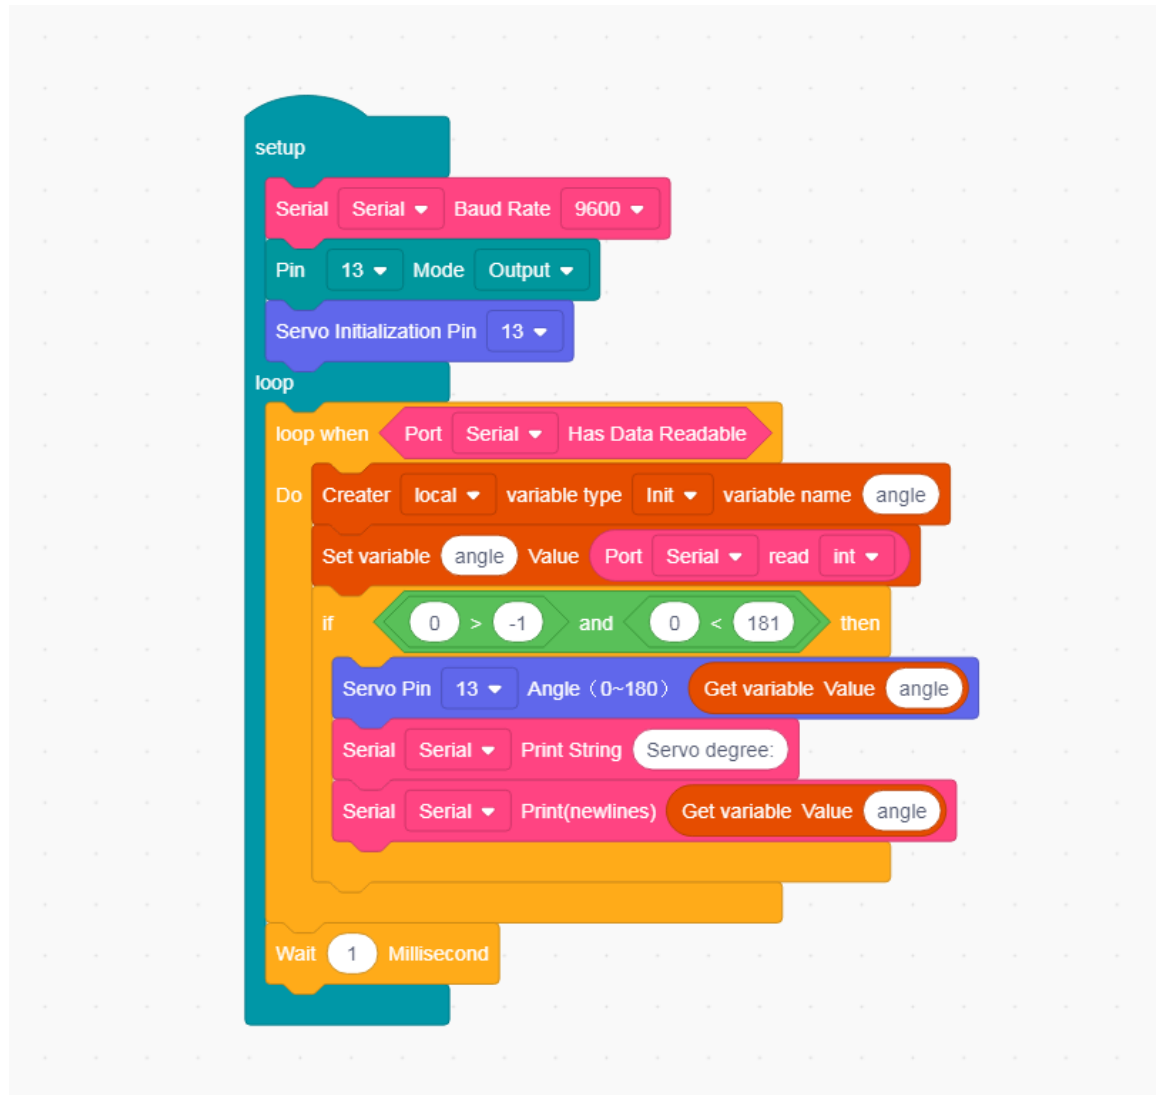 setup
Serial Serial Baud Rate 9600
Pin 13 Mode Output
Servo Initialization Pin 13
loop
loop when Port Serial Has Data Readable
Do Creater local variable type Init variable name angle
Set variable angle Value Port Serial read int
if 0 > -1 and 0 < 181 then
Servo Pin 13 Angle（0~180） Get variable Value angle
Serial Serial Print String Servo degree:
Serial Serial Print(newlines) Get variable Value angle
Wait 1 Millisecond